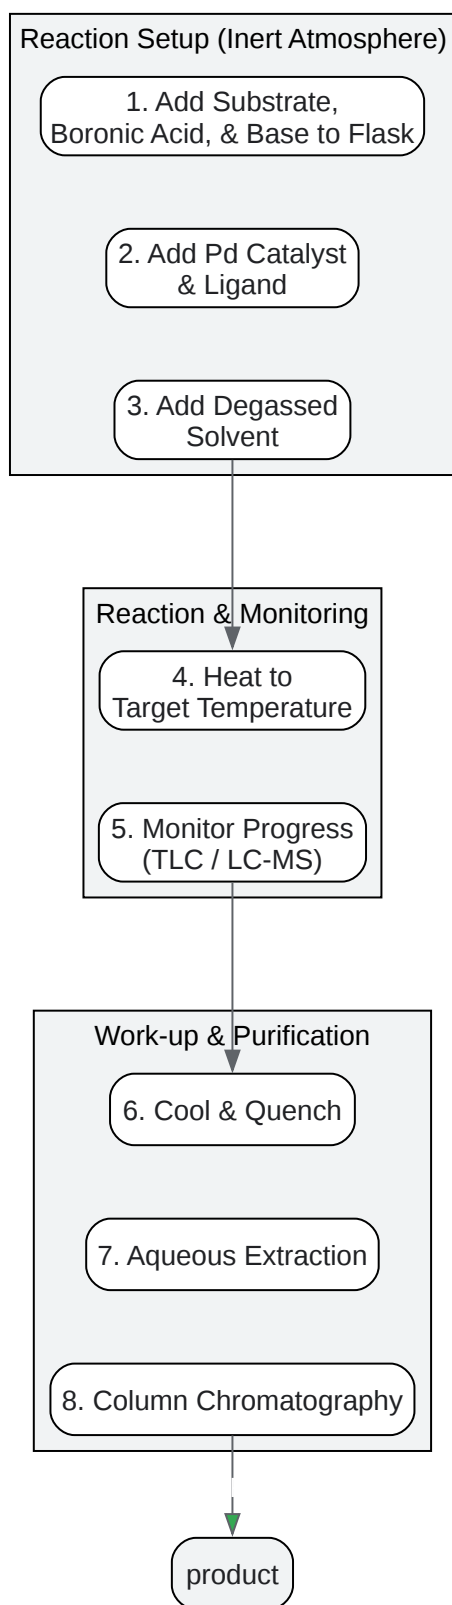 Reaction Setup (Inert Atmosphere)
1. Add Substrate,
Boronic Acid, & Base to Flask
2. Add Pd Catalyst
& Ligand
3. Add Degassed
Solvent
Reaction & Monitoring
4. Heat to
Target Temperature
5. Monitor Progress
(TLC / LC-MS)
Work-up & Purification
6. Cool & Quench
7. Aqueous Extraction
8. Column Chromatography
product